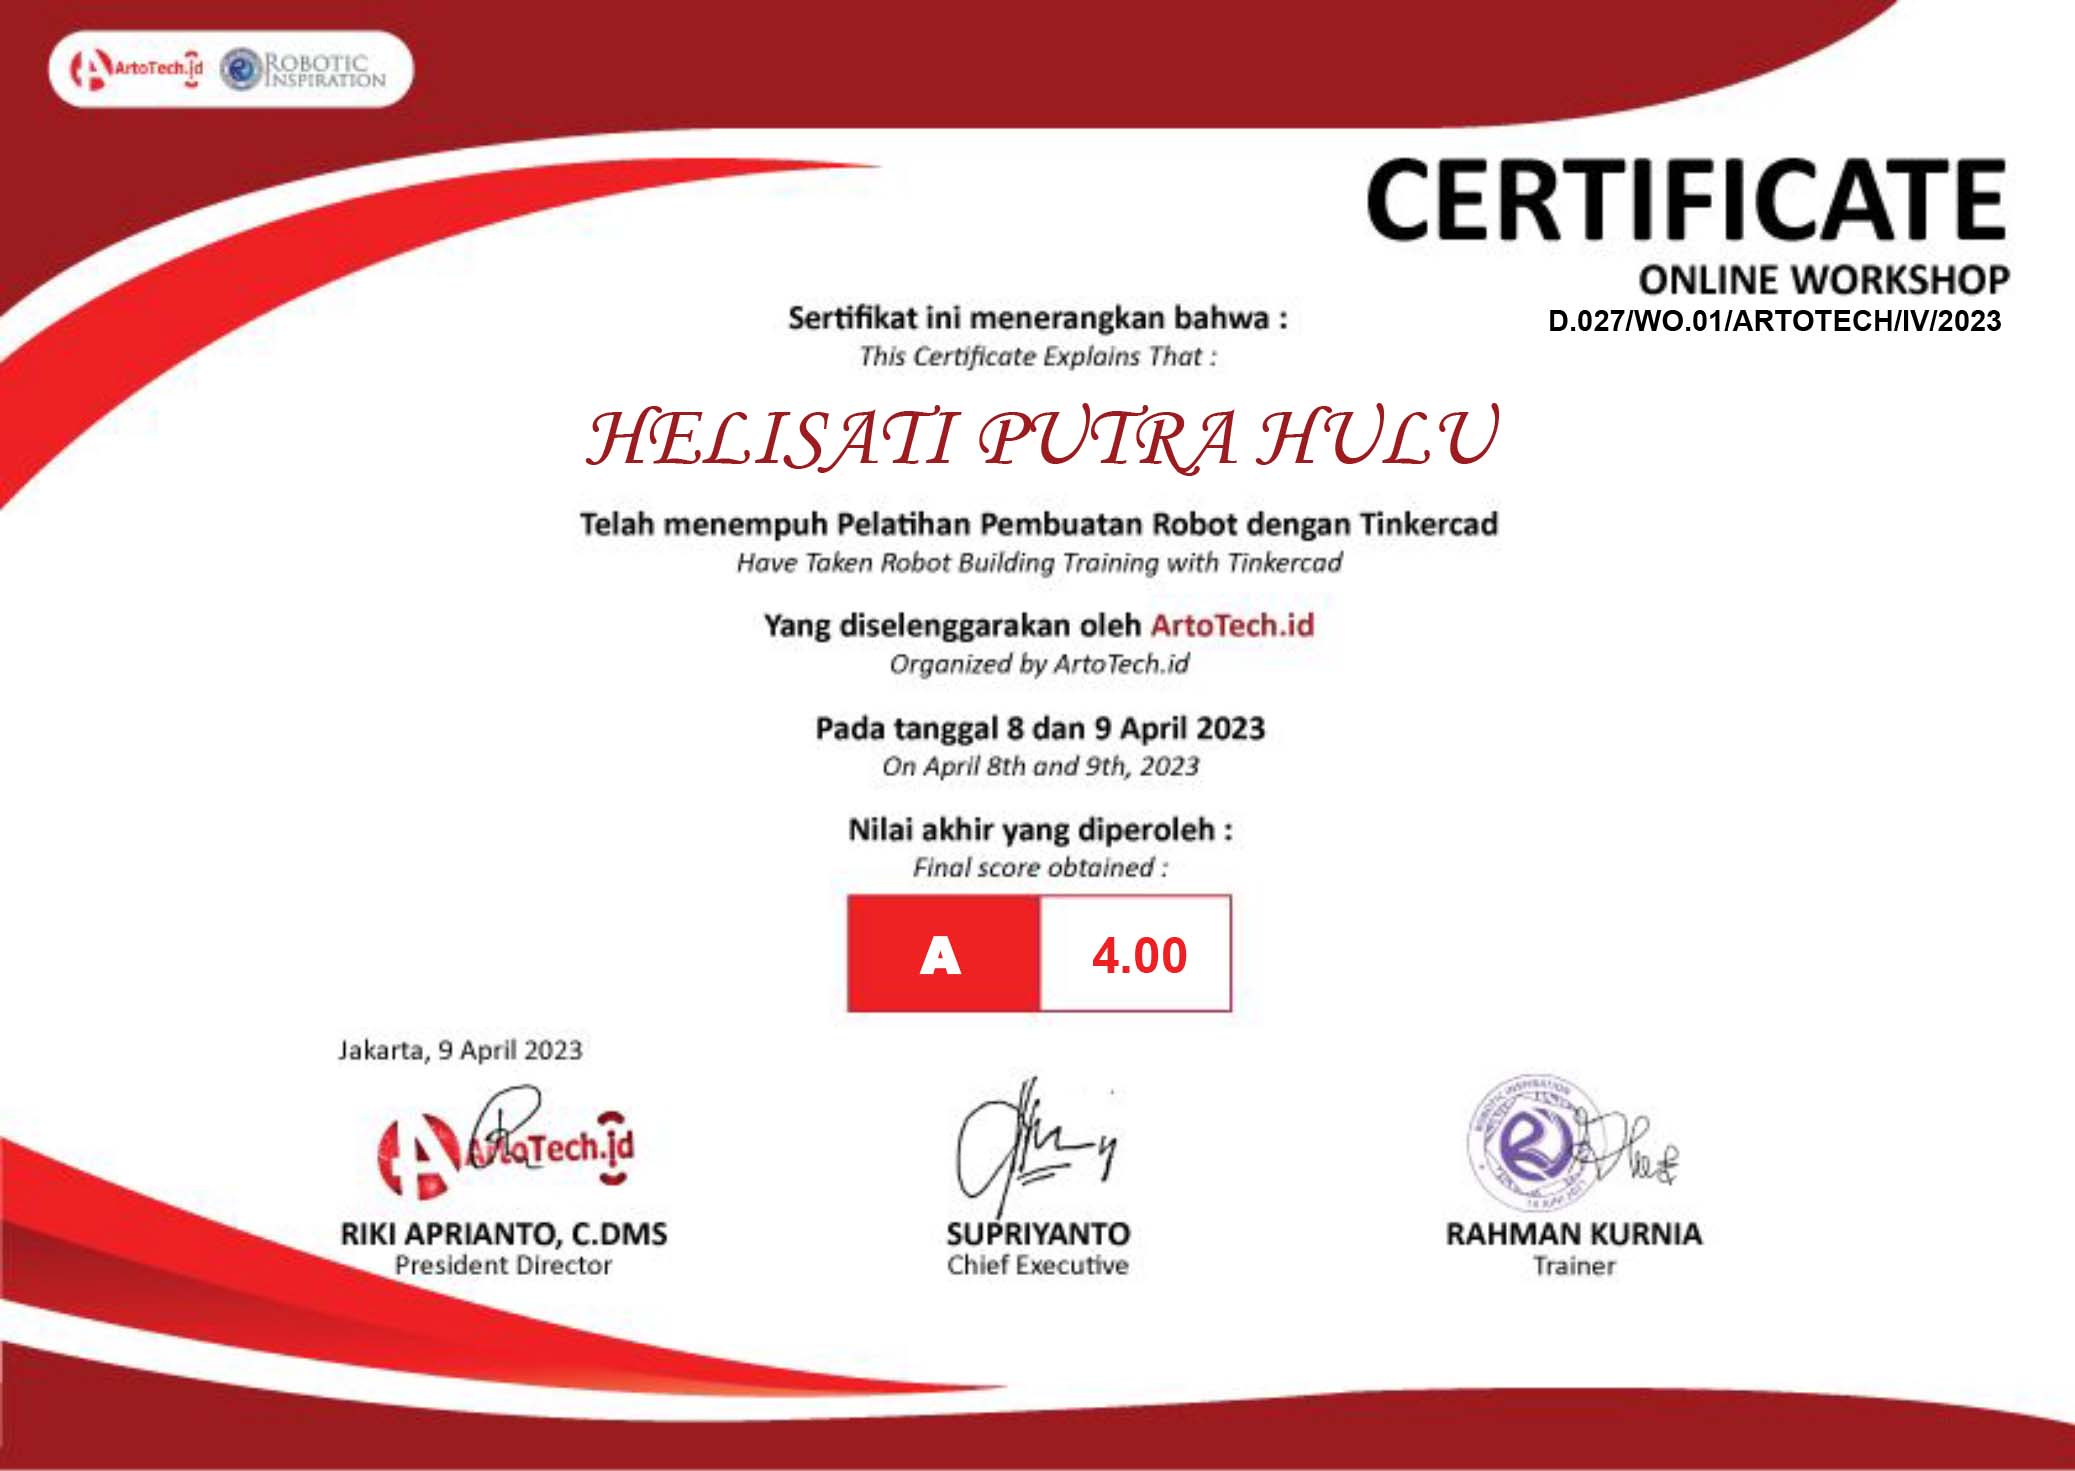 ArtoTech.id
ROBOTIC
INSPIRATION
CERTIFICATE
ONLINE WORKSHOP
D.027/WO.01/ARTOTECH/IV/2023
Sertifikat ini menerangkan bahwa :
This Certificate Explains That :
HELISATI PUTRA HULU
Telah menempuh Pelatihan Pembuatan Robot dengan Tinkercad
Have Taken Robot Building Training with Tinkercad
Yang diselenggarakan oleh ArtoTech.id
Organized by ArtoTech.id
Pada tanggal 8 dan 9 April 2023
On April 8th and 9th, 2023
Nilai akhir yang diperoleh :
Final score obtained :
A 4.00
Jakarta, 9 April 2023
ArtoTech.id
ROBOTIC INSPIRATION
RIKI APRIANTO, C.DMS
President Director
SUPRIYANTO
Chief Executive
RAHMAN KURNIA
Trainer